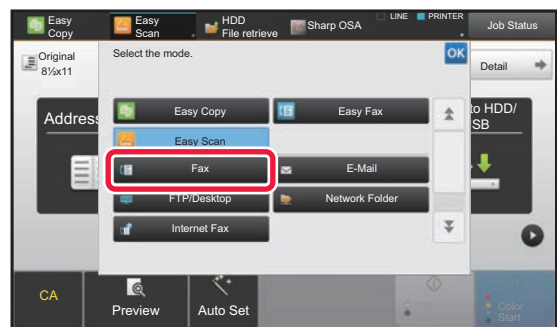 Easy
Copy
Easy
Scan
HDD
File retrieve
Sharp OSA
LINE
PRINTER
Job Status
Original
8½x11
Select the mode.
OK
Detail
Address
to HDD/
SB
Easy Copy
Easy Fax
Easy Scan
Fax
E-Mail
FTP/Desktop
Network Folder
Internet Fax
CA
Preview
Auto Set
Color
Start